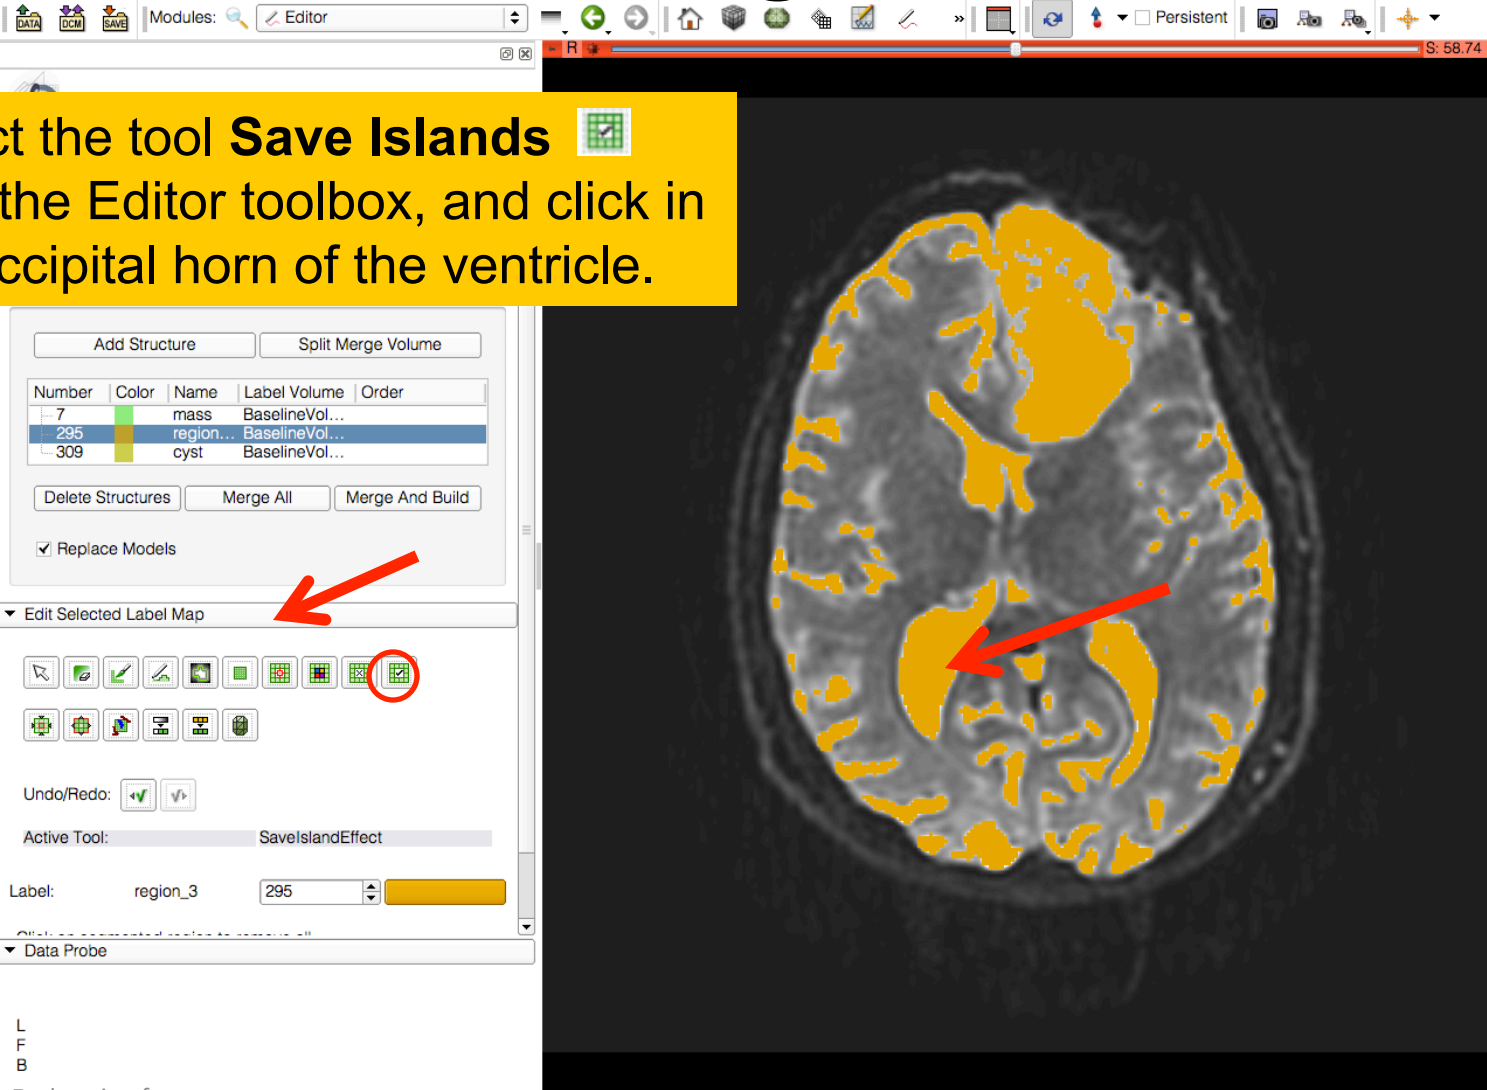 DATA
DCM
SAVE
Modules:
Editor
»
Persistent
R
S: 58.74
ct the tool Save Islands
the Editor toolbox, and click in
ccipital horn of the ventricle.
Add Structure
Split Merge Volume
Number Color Name Label Volume Order
7 mass BaselineVol...
295 region... BaselineVol...
309 cyst BaselineVol...
Delete Structures
Merge All
Merge And Build
Replace Models
Edit Selected Label Map
Undo/Redo:
Active Tool: SaveIslandEffect
Label: region_3 295
Data Probe
L
F
B